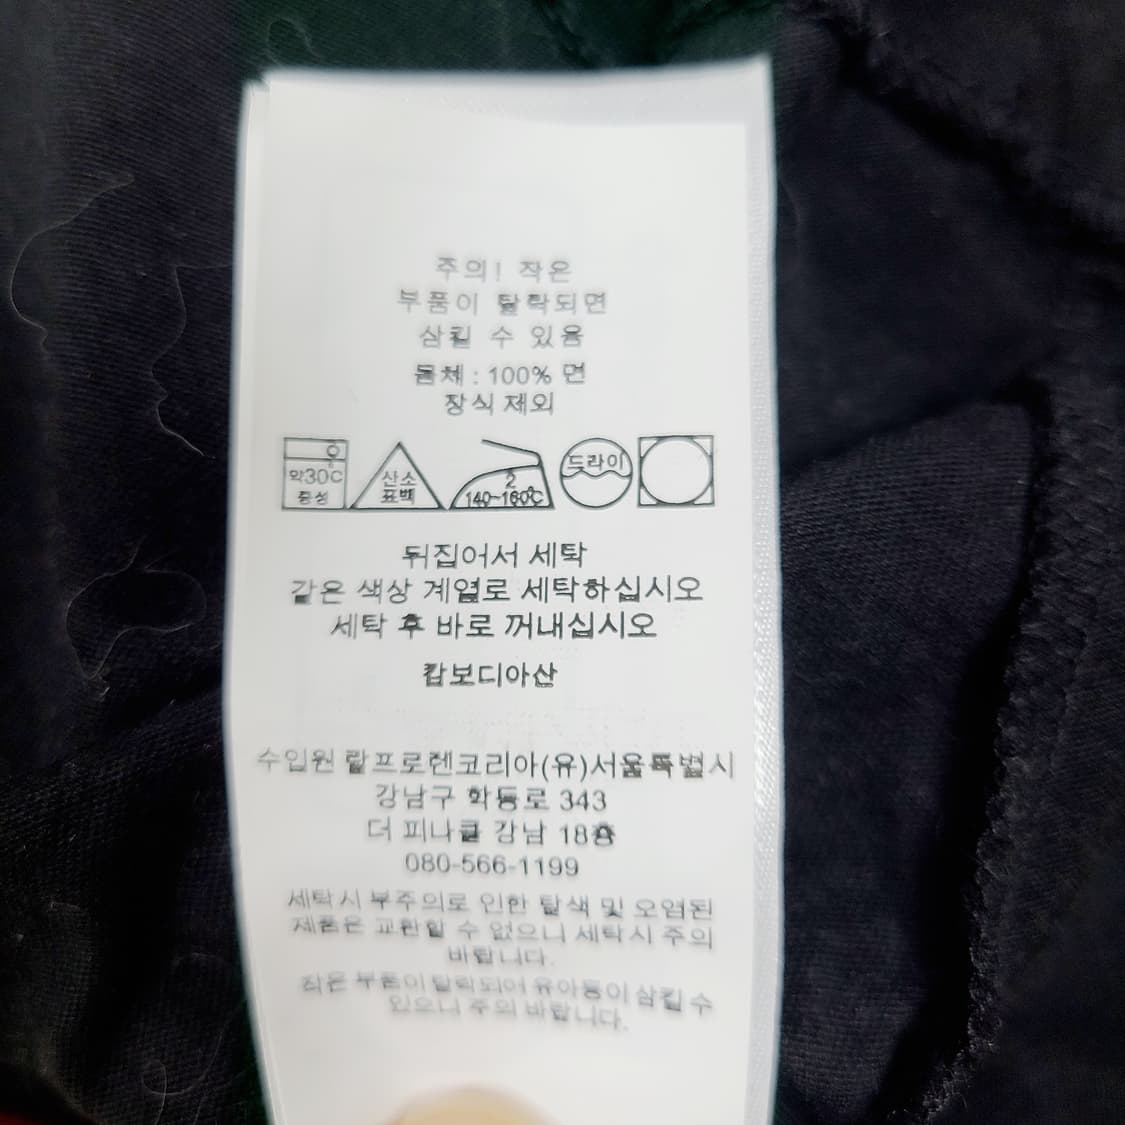 주의! 작은
부품이 탈락되면
삼킬 수 있음
몸체 : 100% 면
장식 제외
약30℃
중성
산소
표백
2
140~160℃
드라이
뒤집어서 세탁
같은 색상 계열로 세탁하십시오
세탁 후 바로 꺼내십시오
캄보디아산
수입원 랄프로렌코리아(유)서울특별시
강남구 학동로 343
더 피나클 강남 18층
080-566-1199
세탁시 부주의로 인한 탈색 및 오염된
제품은 교환할 수 없으니 세탁시 주의
바랍니다.
작은 부품이 탈락되어 유아동이 삼킬 수
있으니 주의 바랍니다.